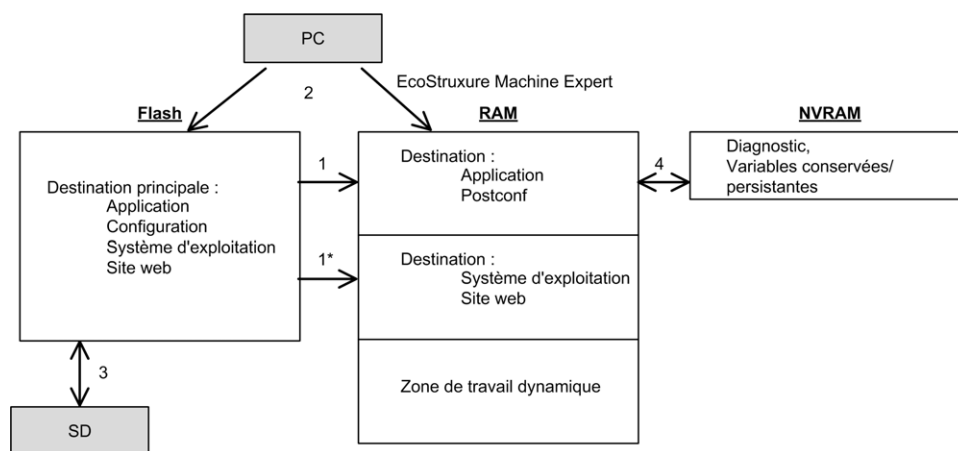 PC
EcoStruxure Machine Expert
2
Flash
RAM
NVRAM
Destination principale :
Application
Configuration
Système d'exploitation
Site web
1
1*
Destination :
Application
Postconf
Destination :
Système d'exploitation
Site web
Zone de travail dynamique
4
Diagnostic,
Variables conservées/
persistantes
3
SD